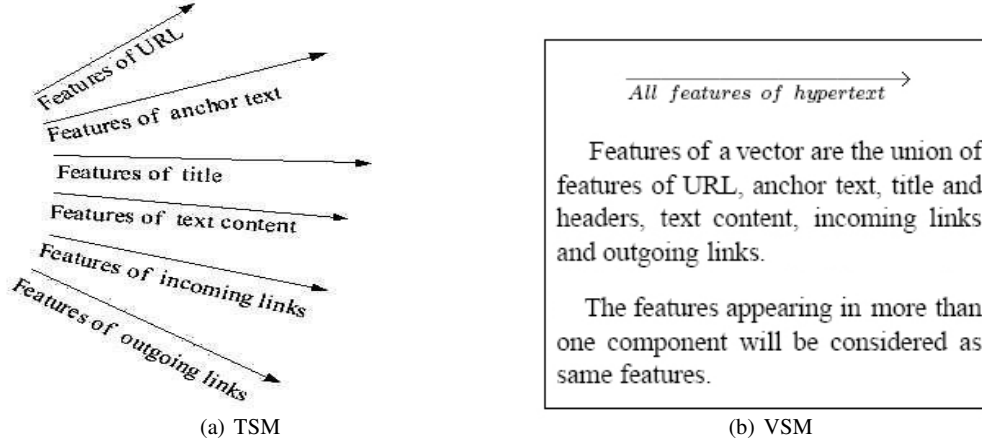 Features of URL
Features of anchor text
Features of title
Features of text content
Features of incoming links
Features of outgoing links
(a) TSM
All features of hypertext
Features of a vector are the union of
features of URL, anchor text, title and
headers, text content, incoming links
and outgoing links.
The features appearing in more than
one component will be considered as
same features.
(b) VSM